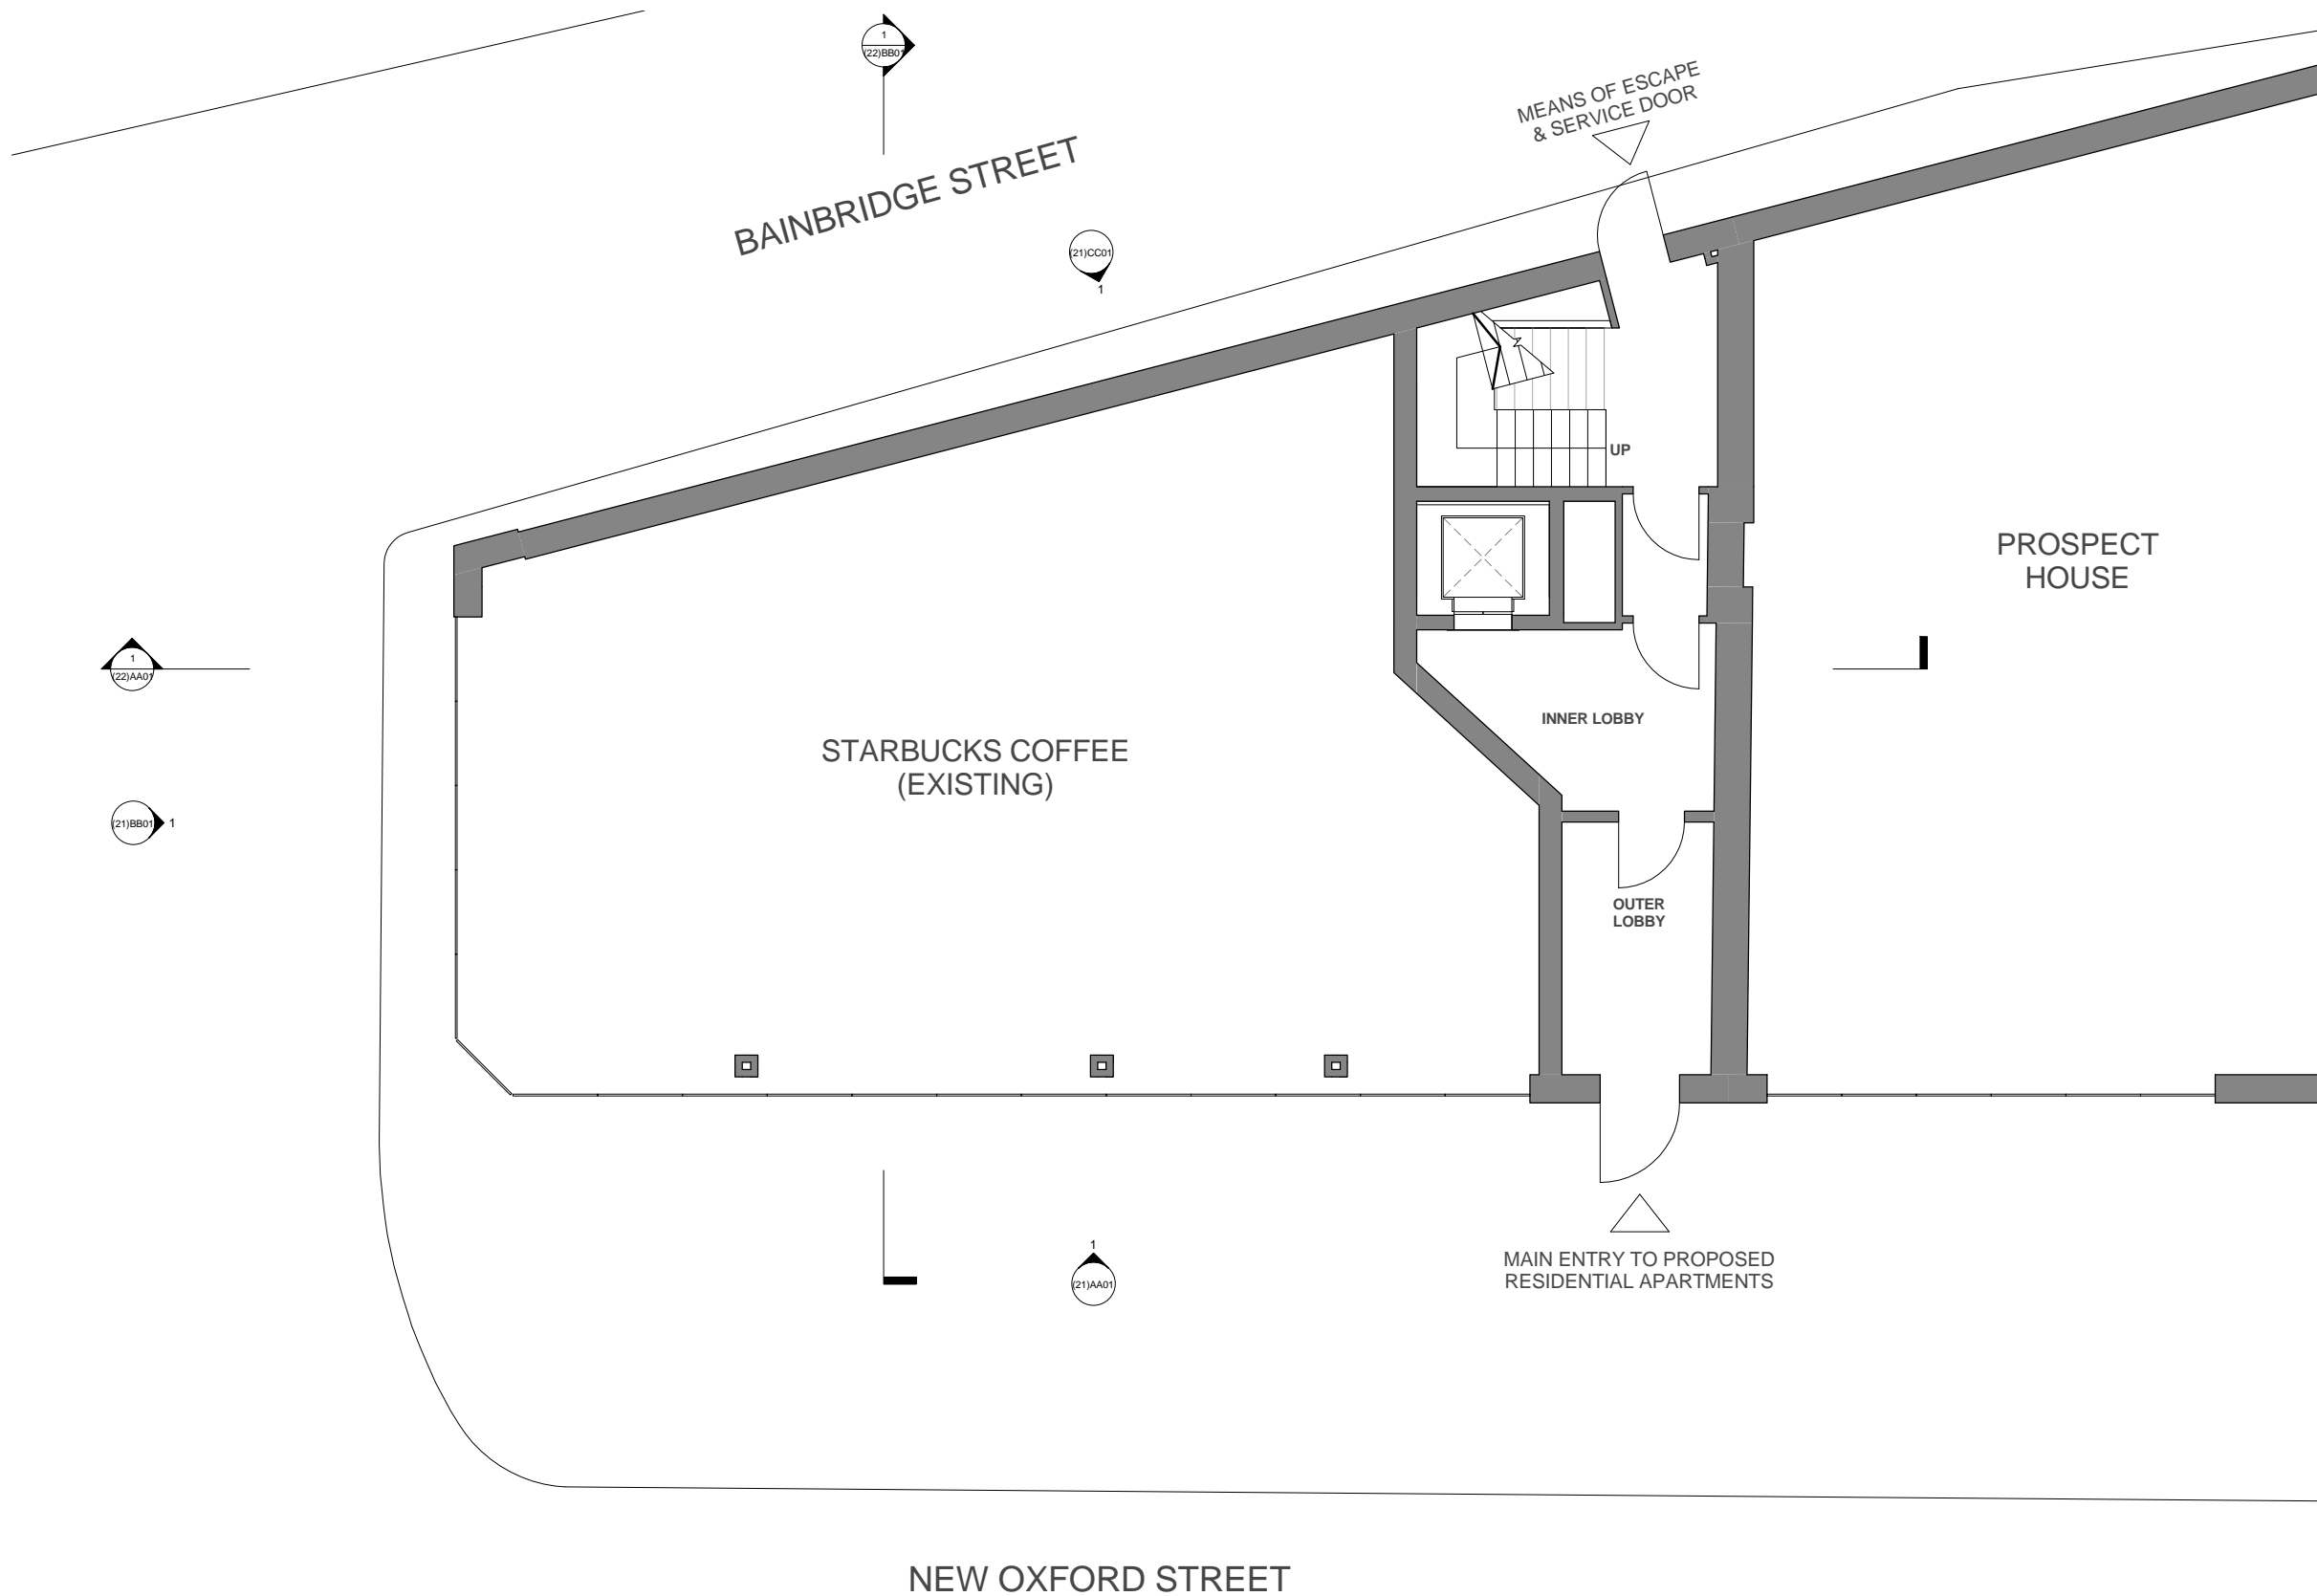 1
(22)BB01
MEANS OF ESCAPE
& SERVICE DOOR
BAINBRIDGE STREET
(21)CC01
1
UP
PROSPECT
HOUSE
1
(22)AA01
INNER LOBBY
STARBUCKS COFFEE
(EXISTING)
(21)BB01 1
OUTER
LOBBY
1
(21)AA01
MAIN ENTRY TO PROPOSED
RESIDENTIAL APARTMENTS
NEW OXFORD STREET